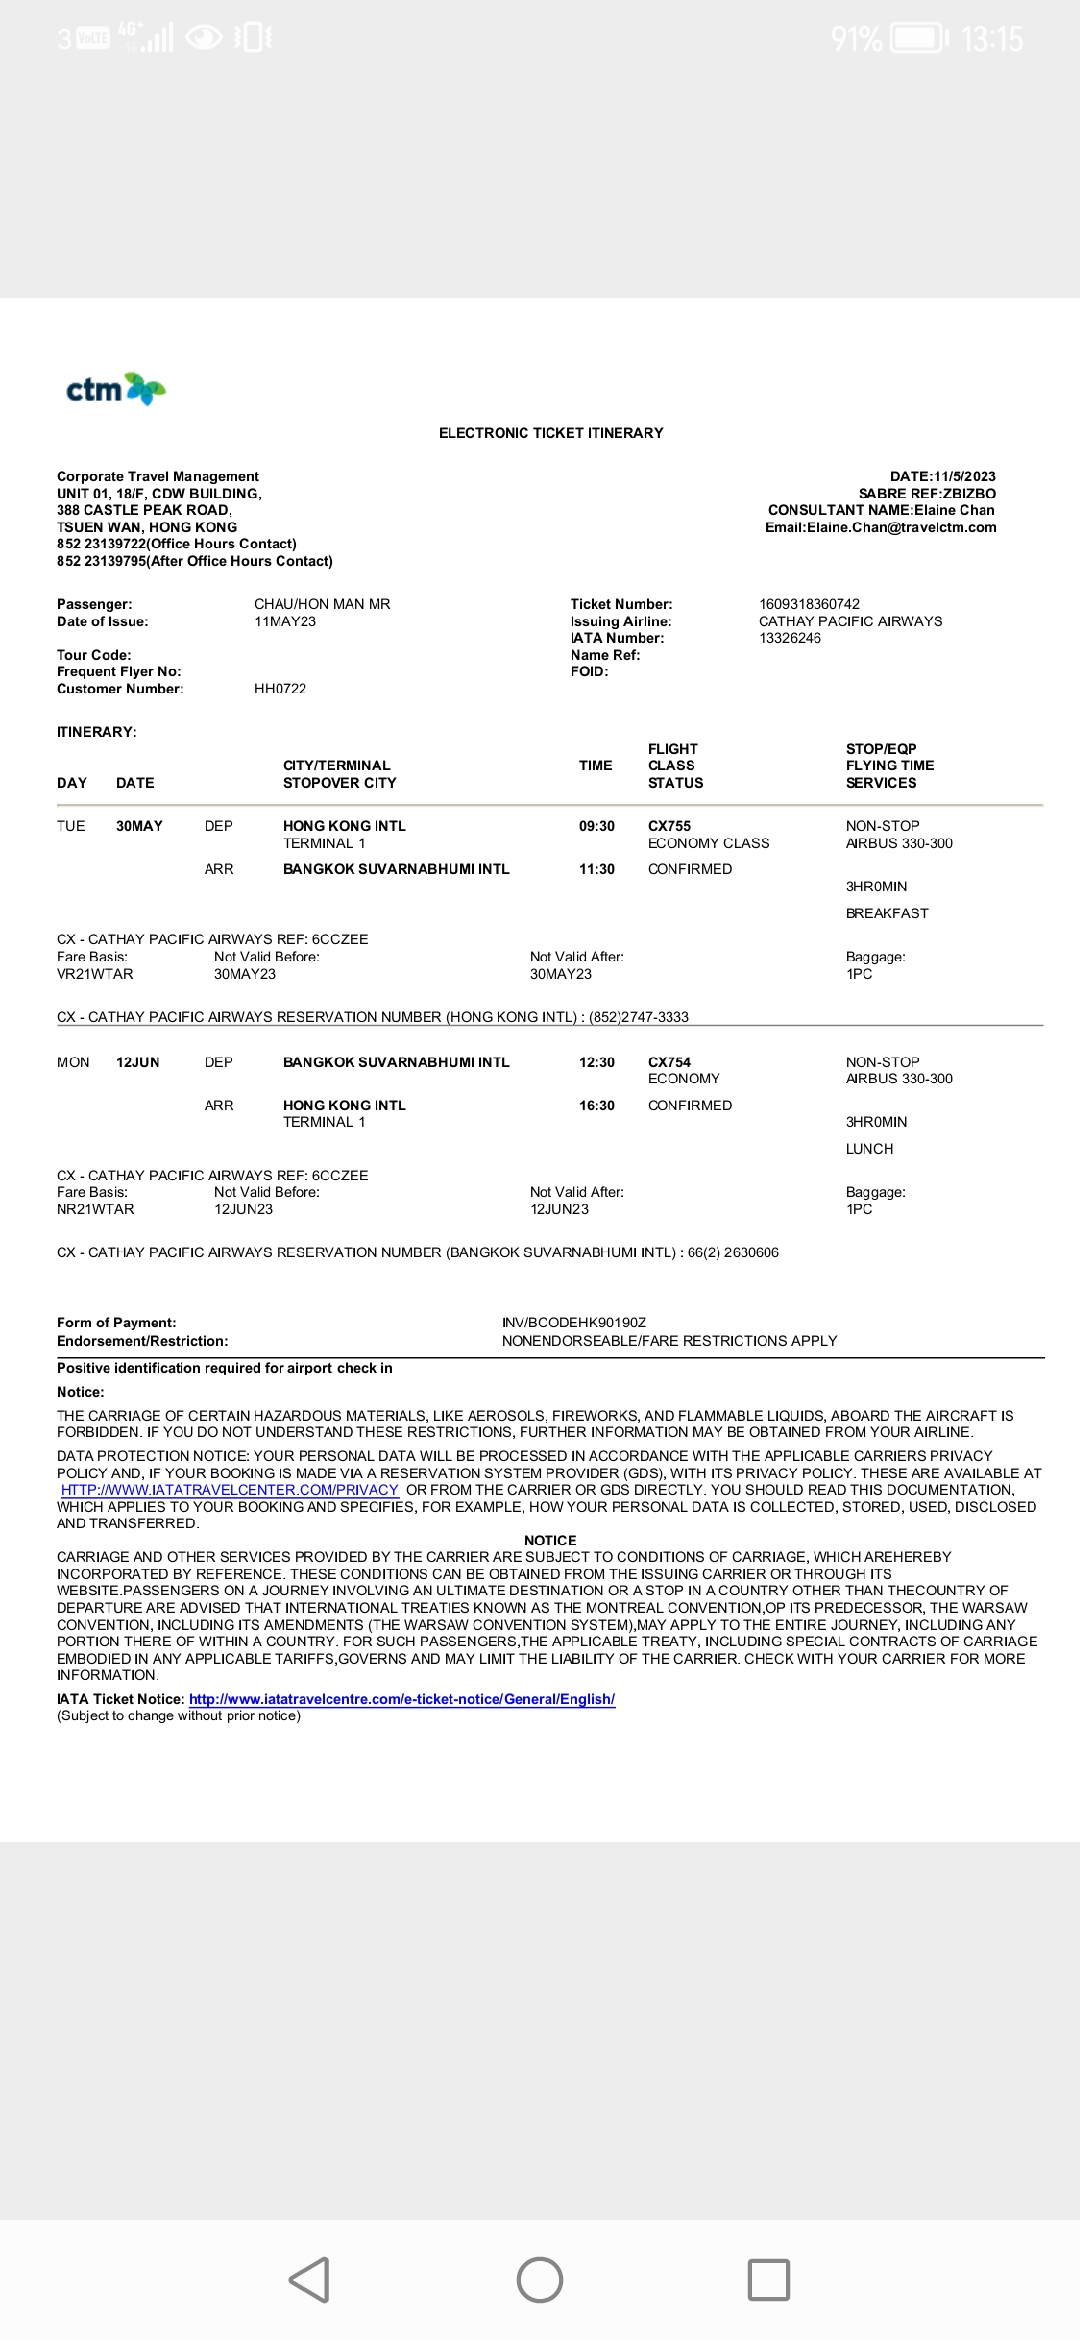 3 VoLTE 4G+ 91% 13:15
ctm
ELECTRONIC TICKET ITINERARY
Corporate Travel Management DATE:11/5/2023
UNIT 01, 18/F, CDW BUILDING, SABRE REF:ZBIZBO
388 CASTLE PEAK ROAD, CONSULTANT NAME:Elaine Chan
TSUEN WAN, HONG KONG Email:Elaine.Chan@travelctm.com
852 23139722(Office Hours Contact)
852 23139795(After Office Hours Contact)
Passenger: CHAU/HON MAN MR Ticket Number: 1609318360742
Date of Issue: 11MAY23 Issuing Airline: CATHAY PACIFIC AIRWAYS
IATA Number: 13326246
Tour Code: Name Ref:
Frequent Flyer No: FOID:
Customer Number: HH0722
ITINERARY:
FLIGHT STOP/EQP
CITY/TERMINAL TIME CLASS FLYING TIME
DAY DATE STOPOVER CITY STATUS SERVICES
TUE 30MAY DEP HONG KONG INTL 09:30 CX755 NON-STOP
TERMINAL 1 ECONOMY CLASS AIRBUS 330-300
ARR BANGKOK SUVARNABHUMI INTL 11:30 CONFIRMED
3HR0MIN
BREAKFAST
CX - CATHAY PACIFIC AIRWAYS REF: 6CCZEE
Fare Basis: Not Valid Before: Not Valid After: Baggage:
VR21WTAR 30MAY23 30MAY23 1PC
CX - CATHAY PACIFIC AIRWAYS RESERVATION NUMBER (HONG KONG INTL) : (852)2747-3333
MON 12JUN DEP BANGKOK SUVARNABHUMI INTL 12:30 CX754 NON-STOP
ECONOMY AIRBUS 330-300
ARR HONG KONG INTL 16:30 CONFIRMED
TERMINAL 1 3HR0MIN
LUNCH
CX - CATHAY PACIFIC AIRWAYS REF: 6CCZEE
Fare Basis: Not Valid Before: Not Valid After: Baggage:
NR21WTAR 12JUN23 12JUN23 1PC
CX - CATHAY PACIFIC AIRWAYS RESERVATION NUMBER (BANGKOK SUVARNABHUMI INTL) : 66(2) 2630606
Form of Payment: INV/BCODEHK90190Z
Endorsement/Restriction: NONENDORSEABLE/FARE RESTRICTIONS APPLY
Positive identification required for airport check in
Notice:
THE CARRIAGE OF CERTAIN HAZARDOUS MATERIALS, LIKE AEROSOLS, FIREWORKS, AND FLAMMABLE LIQUIDS, ABOARD THE AIRCRAFT IS
FORBIDDEN. IF YOU DO NOT UNDERSTAND THESE RESTRICTIONS, FURTHER INFORMATION MAY BE OBTAINED FROM YOUR AIRLINE.
DATA PROTECTION NOTICE: YOUR PERSONAL DATA WILL BE PROCESSED IN ACCORDANCE WITH THE APPLICABLE CARRIERS PRIVACY
POLICY AND, IF YOUR BOOKING IS MADE VIA A RESERVATION SYSTEM PROVIDER (GDS), WITH ITS PRIVACY POLICY. THESE ARE AVAILABLE AT
HTTP://WWW.IATATRAVELCENTER.COM/PRIVACY OR FROM THE CARRIER OR GDS DIRECTLY. YOU SHOULD READ THIS DOCUMENTATION,
WHICH APPLIES TO YOUR BOOKING AND SPECIFIES, FOR EXAMPLE, HOW YOUR PERSONAL DATA IS COLLECTED, STORED, USED, DISCLOSED
AND TRANSFERRED.
NOTICE
CARRIAGE AND OTHER SERVICES PROVIDED BY THE CARRIER ARE SUBJECT TO CONDITIONS OF CARRIAGE, WHICH AREHEREBY
INCORPORATED BY REFERENCE. THESE CONDITIONS CAN BE OBTAINED FROM THE ISSUING CARRIER OR THROUGH ITS
WEBSITE.PASSENGERS ON A JOURNEY INVOLVING AN ULTIMATE DESTINATION OR A STOP IN A COUNTRY OTHER THAN THECOUNTRY OF
DEPARTURE ARE ADVISED THAT INTERNATIONAL TREATIES KNOWN AS THE MONTREAL CONVENTION,OP ITS PREDECESSOR, THE WARSAW
CONVENTION, INCLUDING ITS AMENDMENTS (THE WARSAW CONVENTION SYSTEM),MAY APPLY TO THE ENTIRE JOURNEY, INCLUDING ANY
PORTION THERE OF WITHIN A COUNTRY. FOR SUCH PASSENGERS,THE APPLICABLE TREATY, INCLUDING SPECIAL CONTRACTS OF CARRIAGE
EMBODIED IN ANY APPLICABLE TARIFFS,GOVERNS AND MAY LIMIT THE LIABILITY OF THE CARRIER. CHECK WITH YOUR CARRIER FOR MORE
INFORMATION.
IATA Ticket Notice: http://www.iatatravelcentre.com/e-ticket-notice/General/English/
(Subject to change without prior notice)